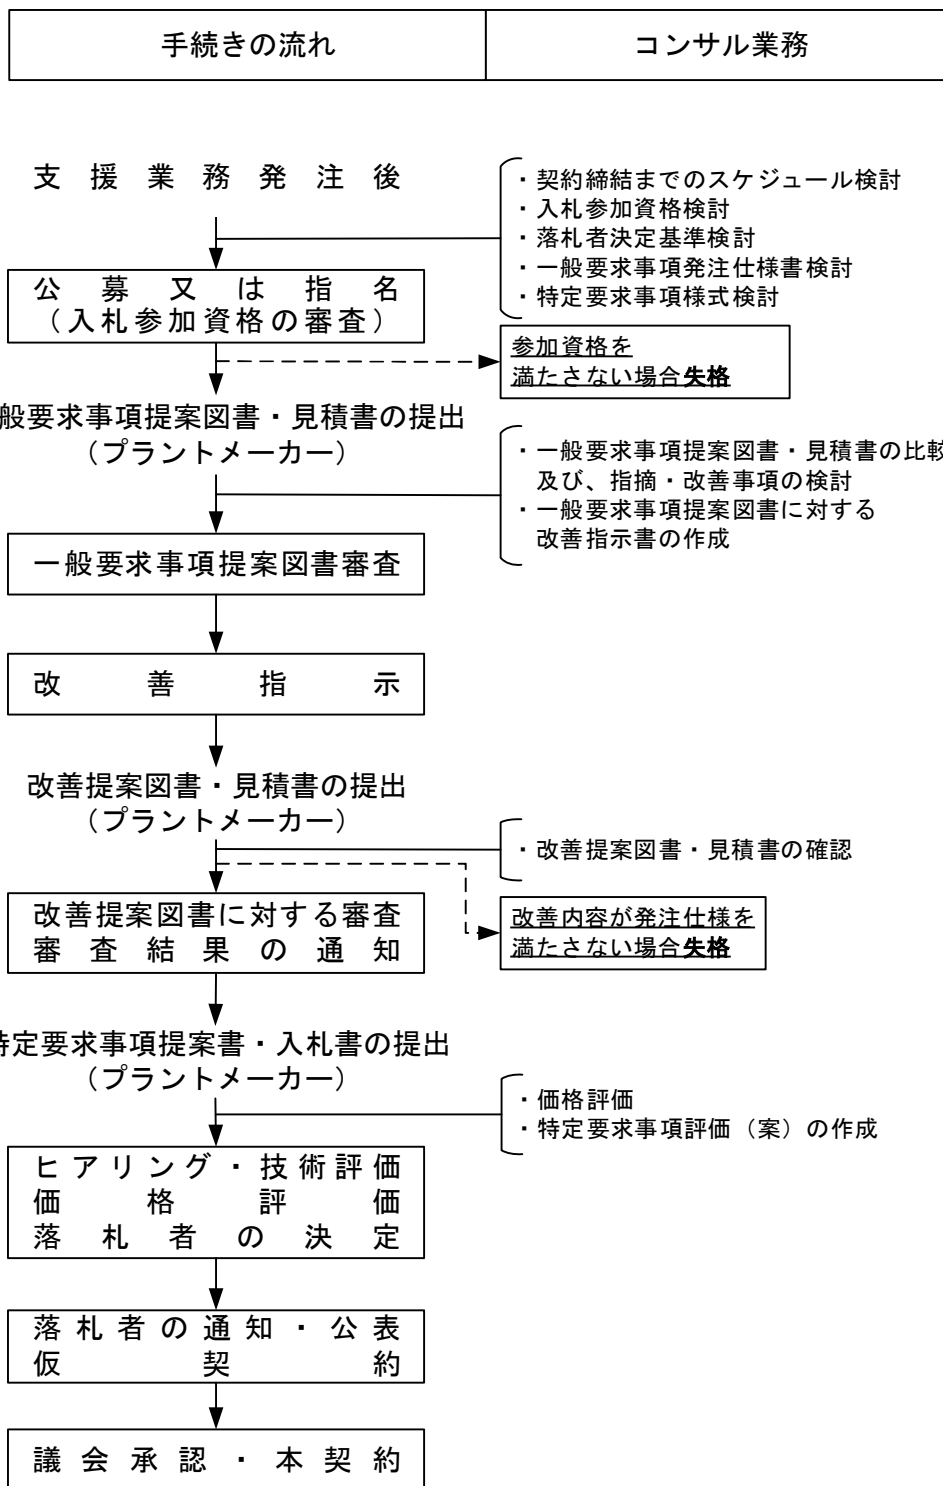 手続きの流れ
コンサル業務
支援業務発注後
・契約締結までのスケジュール検討
・入札参加資格検討
・落札者決定基準検討
・一般要求事項発注仕様書検討
・特定要求事項様式検討
公募又は指名
（入札参加資格の審査）
参加資格を
満たさない場合失格
般要求事項提案図書・見積書の提出
（プラントメーカー）
・一般要求事項提案図書・見積書の比較
及び、指摘・改善事項の検討
・一般要求事項提案図書に対する
改善指示書の作成
一般要求事項提案図書審査
改善指示
改善提案図書・見積書の提出
（プラントメーカー）
・改善提案図書・見積書の確認
改善提案図書に対する審査
審査結果の通知
改善内容が発注仕様を
満たさない場合失格
特定要求事項提案書・入札書の提出
（プラントメーカー）
・価格評価
・特定要求事項評価（案）の作成
ヒアリング・技術評価
価格評価
落札者の決定
落札者の通知・公表
仮契約
議会承認・本契約